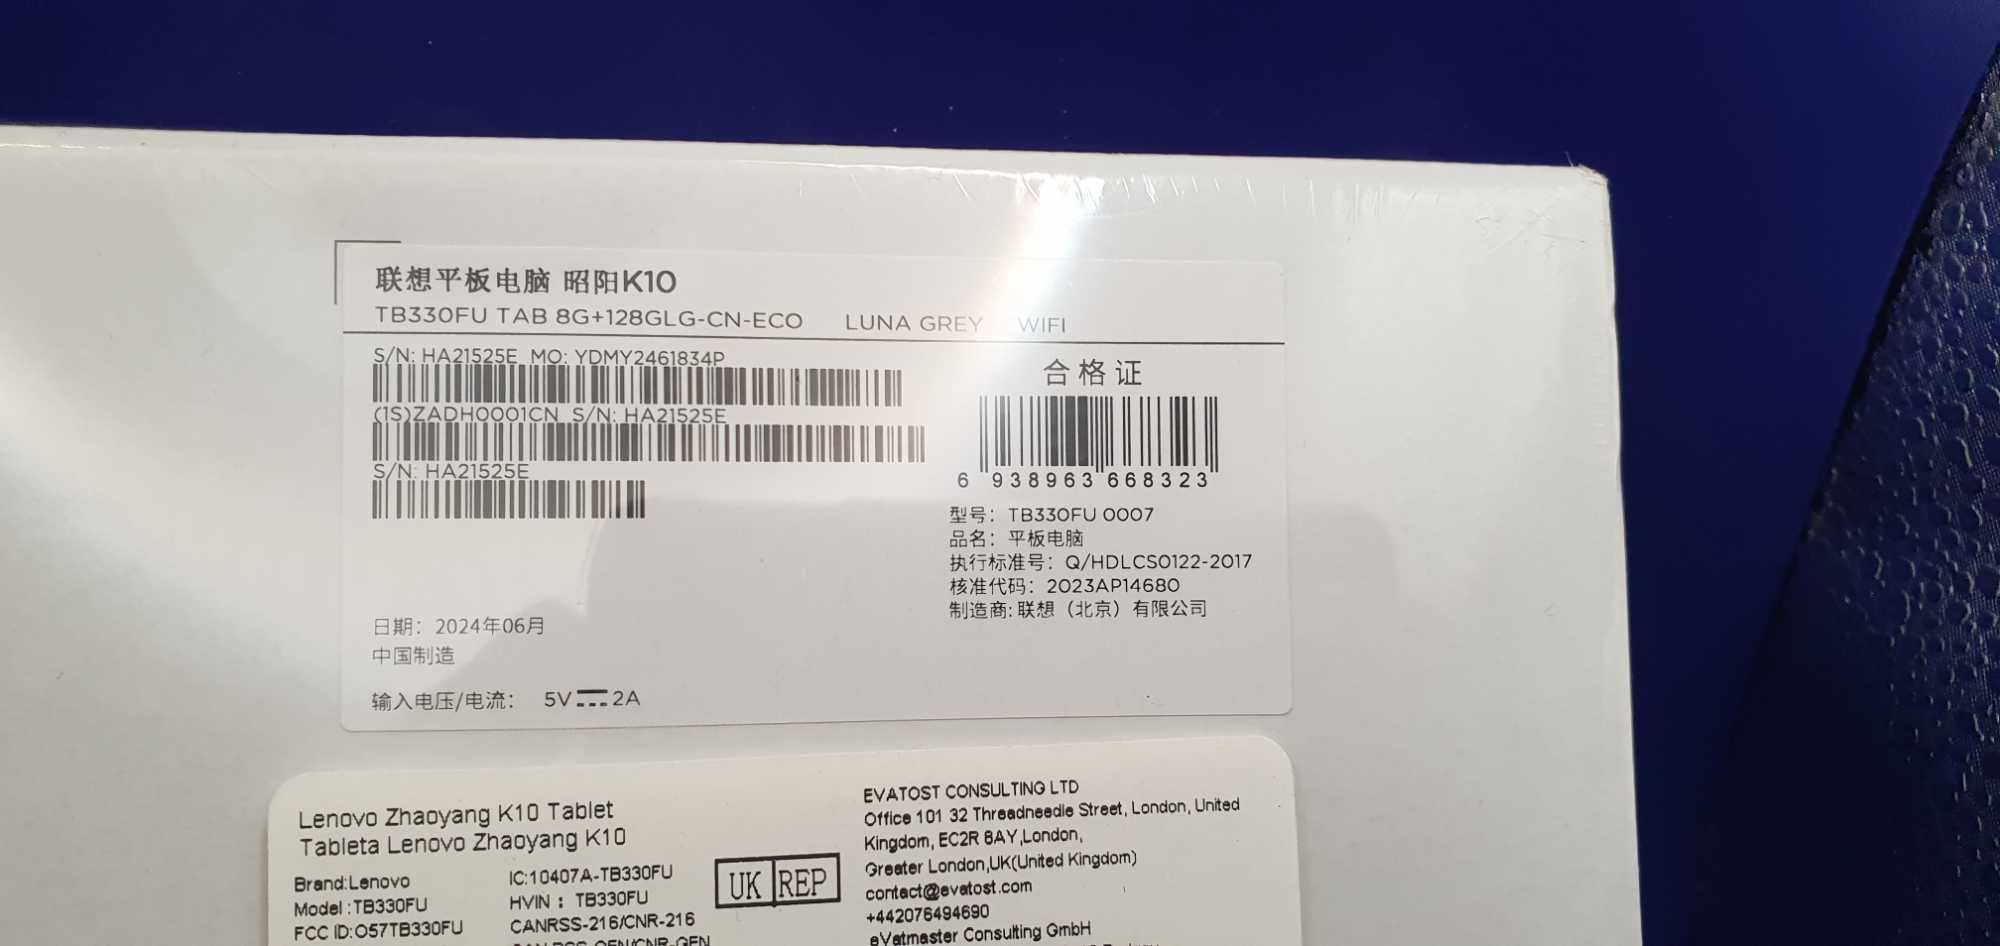 联想平板电脑 昭阳K10
TB330FU TAB 8G+128GLG-CN-ECO LUNA GREY WIFI
S/N: HA21525E MO: YDMY2461834P
(1S)ZADH0001CN S/N: HA21525E
S/N: HA21525E
合格证
6 938963 668323
型号：TB330FU 0007
品名：平板电脑
执行标准号：Q/HDLCS0122-2017
核准代码：2023AP14680
制造商:联想（北京）有限公司
日期：2024年06月
中国制造
输入电压/电流： 5V 2A
Lenovo Zhaoyang K10 Tablet
Tableta Lenovo Zhaoyang K10
Brand:Lenovo
Model :TB330FU
FCC ID:O57TB330FU
IC:10407A-TB330FU
HVIN : TB330FU
CANRSS-216/CNR-216
UK REP
EVATOST CONSULTING LTD
Office 101 32 Threadneedle Street, London, United
Kingdom, EC2R 8AY,London,
Greater London,UK(United Kingdom)
contact@evatost.com
+442076494690
eVatmaster Consulting GmbH